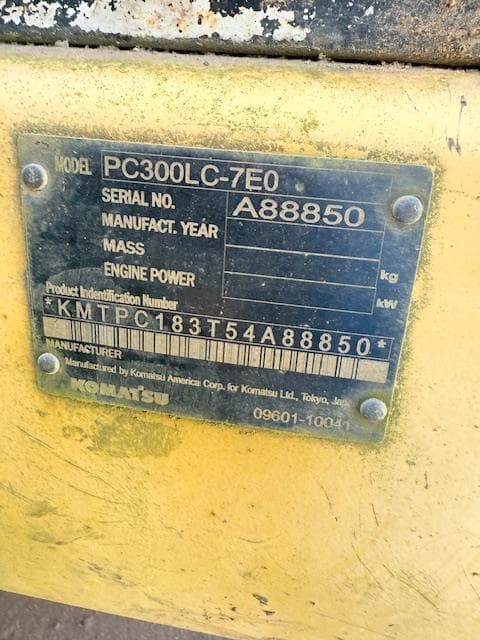 MODEL PC300LC-7E0
SERIAL NO. A88850
MANUFACT. YEAR
MASS kg
ENGINE POWER kW
Product Indentification Number
*KMTPC183T54A88850*
MANUFACTURER
Manufactured by Komatsu America Corp. for Komatsu Ltd., Tokyo, Jap
KOMATSU
09601-10041